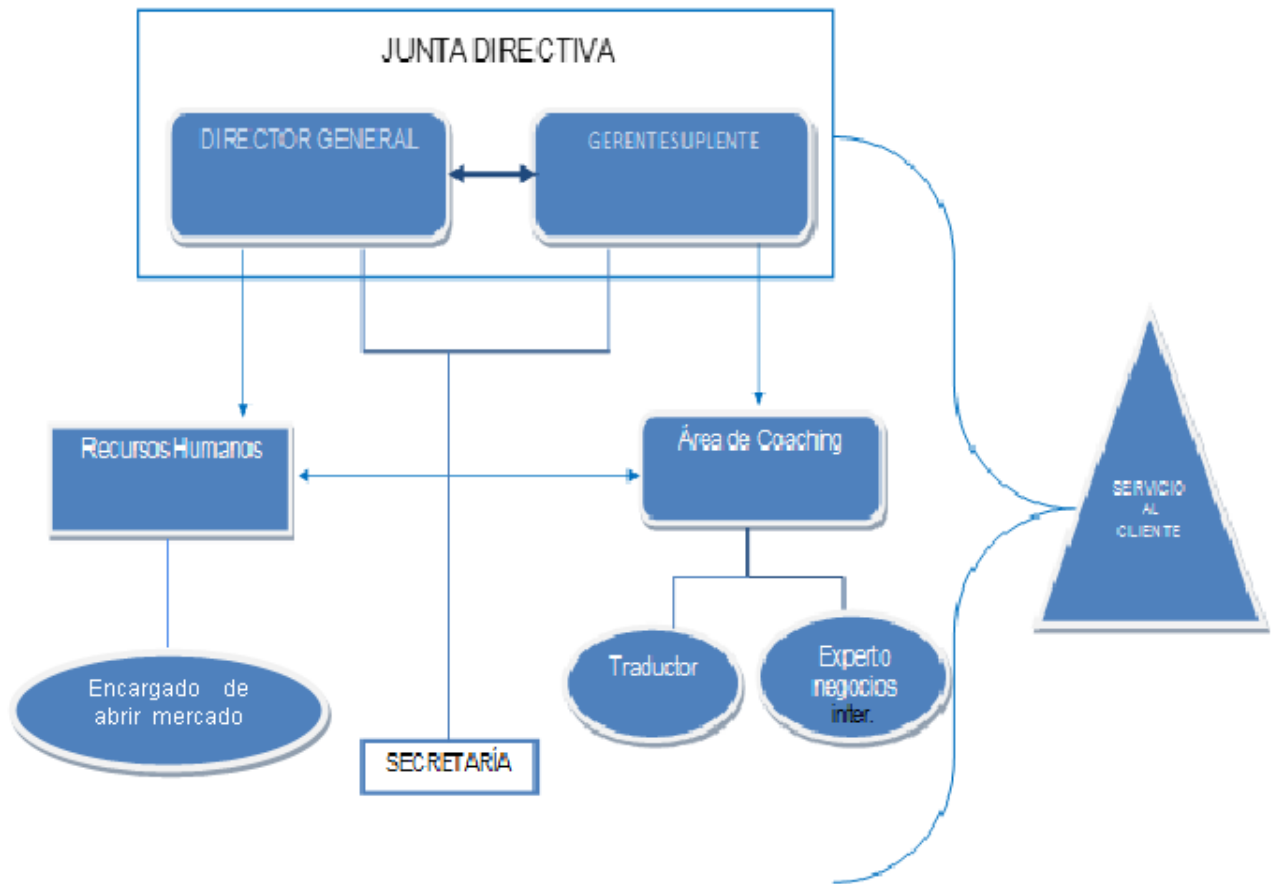 JUNTA DIRECTIVA
DIRECTOR GENERAL
GERENTE SUPLENTE
Recursos Humanos
Área de Coaching
SERVICIO
AL
CLIENTE
Traductor
Experto
negocios
inter.
Encargado de
abrir mercado
SECRETARÍA